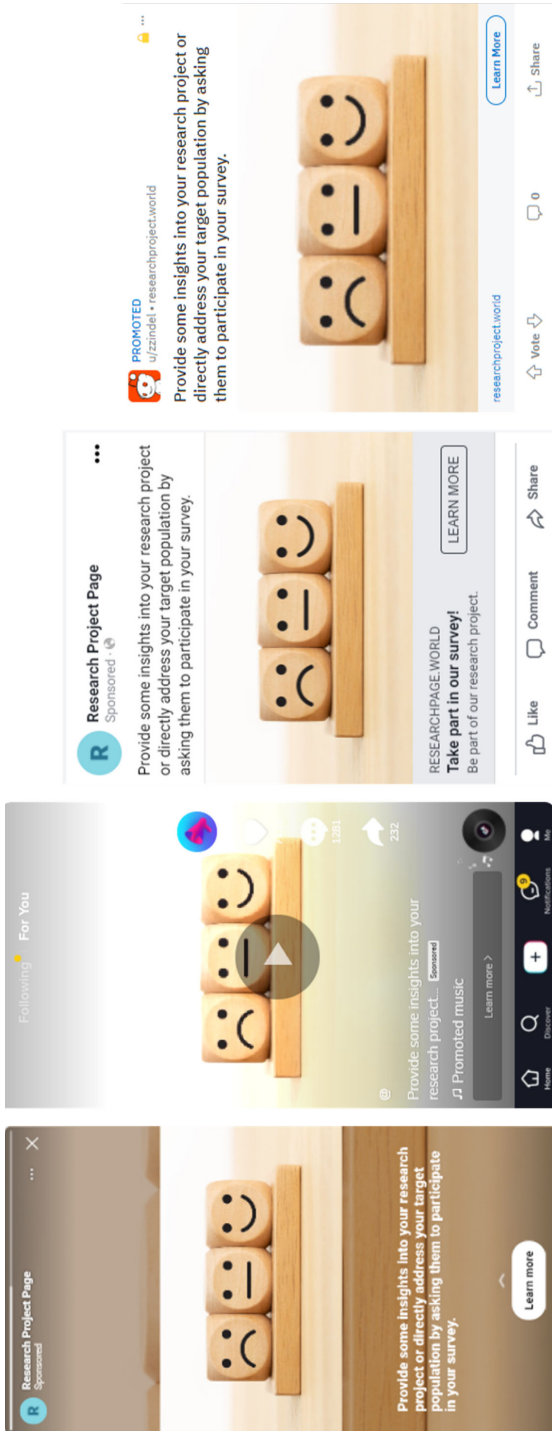 Research Project Page
Sponsored
Provide some insights into your research
project or directly address your target
population by asking them to participate
in your survey.
Learn more
Following
For You
1281
232
@
Provide some insights into your
research project... Sponsored
Promoted music
Learn more >
Home
Discover
9
Notifications
Me
R
Research Project Page
Sponsored
Provide some insights into your research project
or directly address your target population by
asking them to participate in your survey.
RESEARCHPAGE.WORLD
Take part in our survey!
Be part of our research project.
LEARN MORE
Like
Comment
Share
PROMOTED
u/zzindel • researchproject.world
Provide some insights into your research project or
directly address your target population by asking
them to participate in your survey.
researchproject.world
Learn More
Vote
0
Share